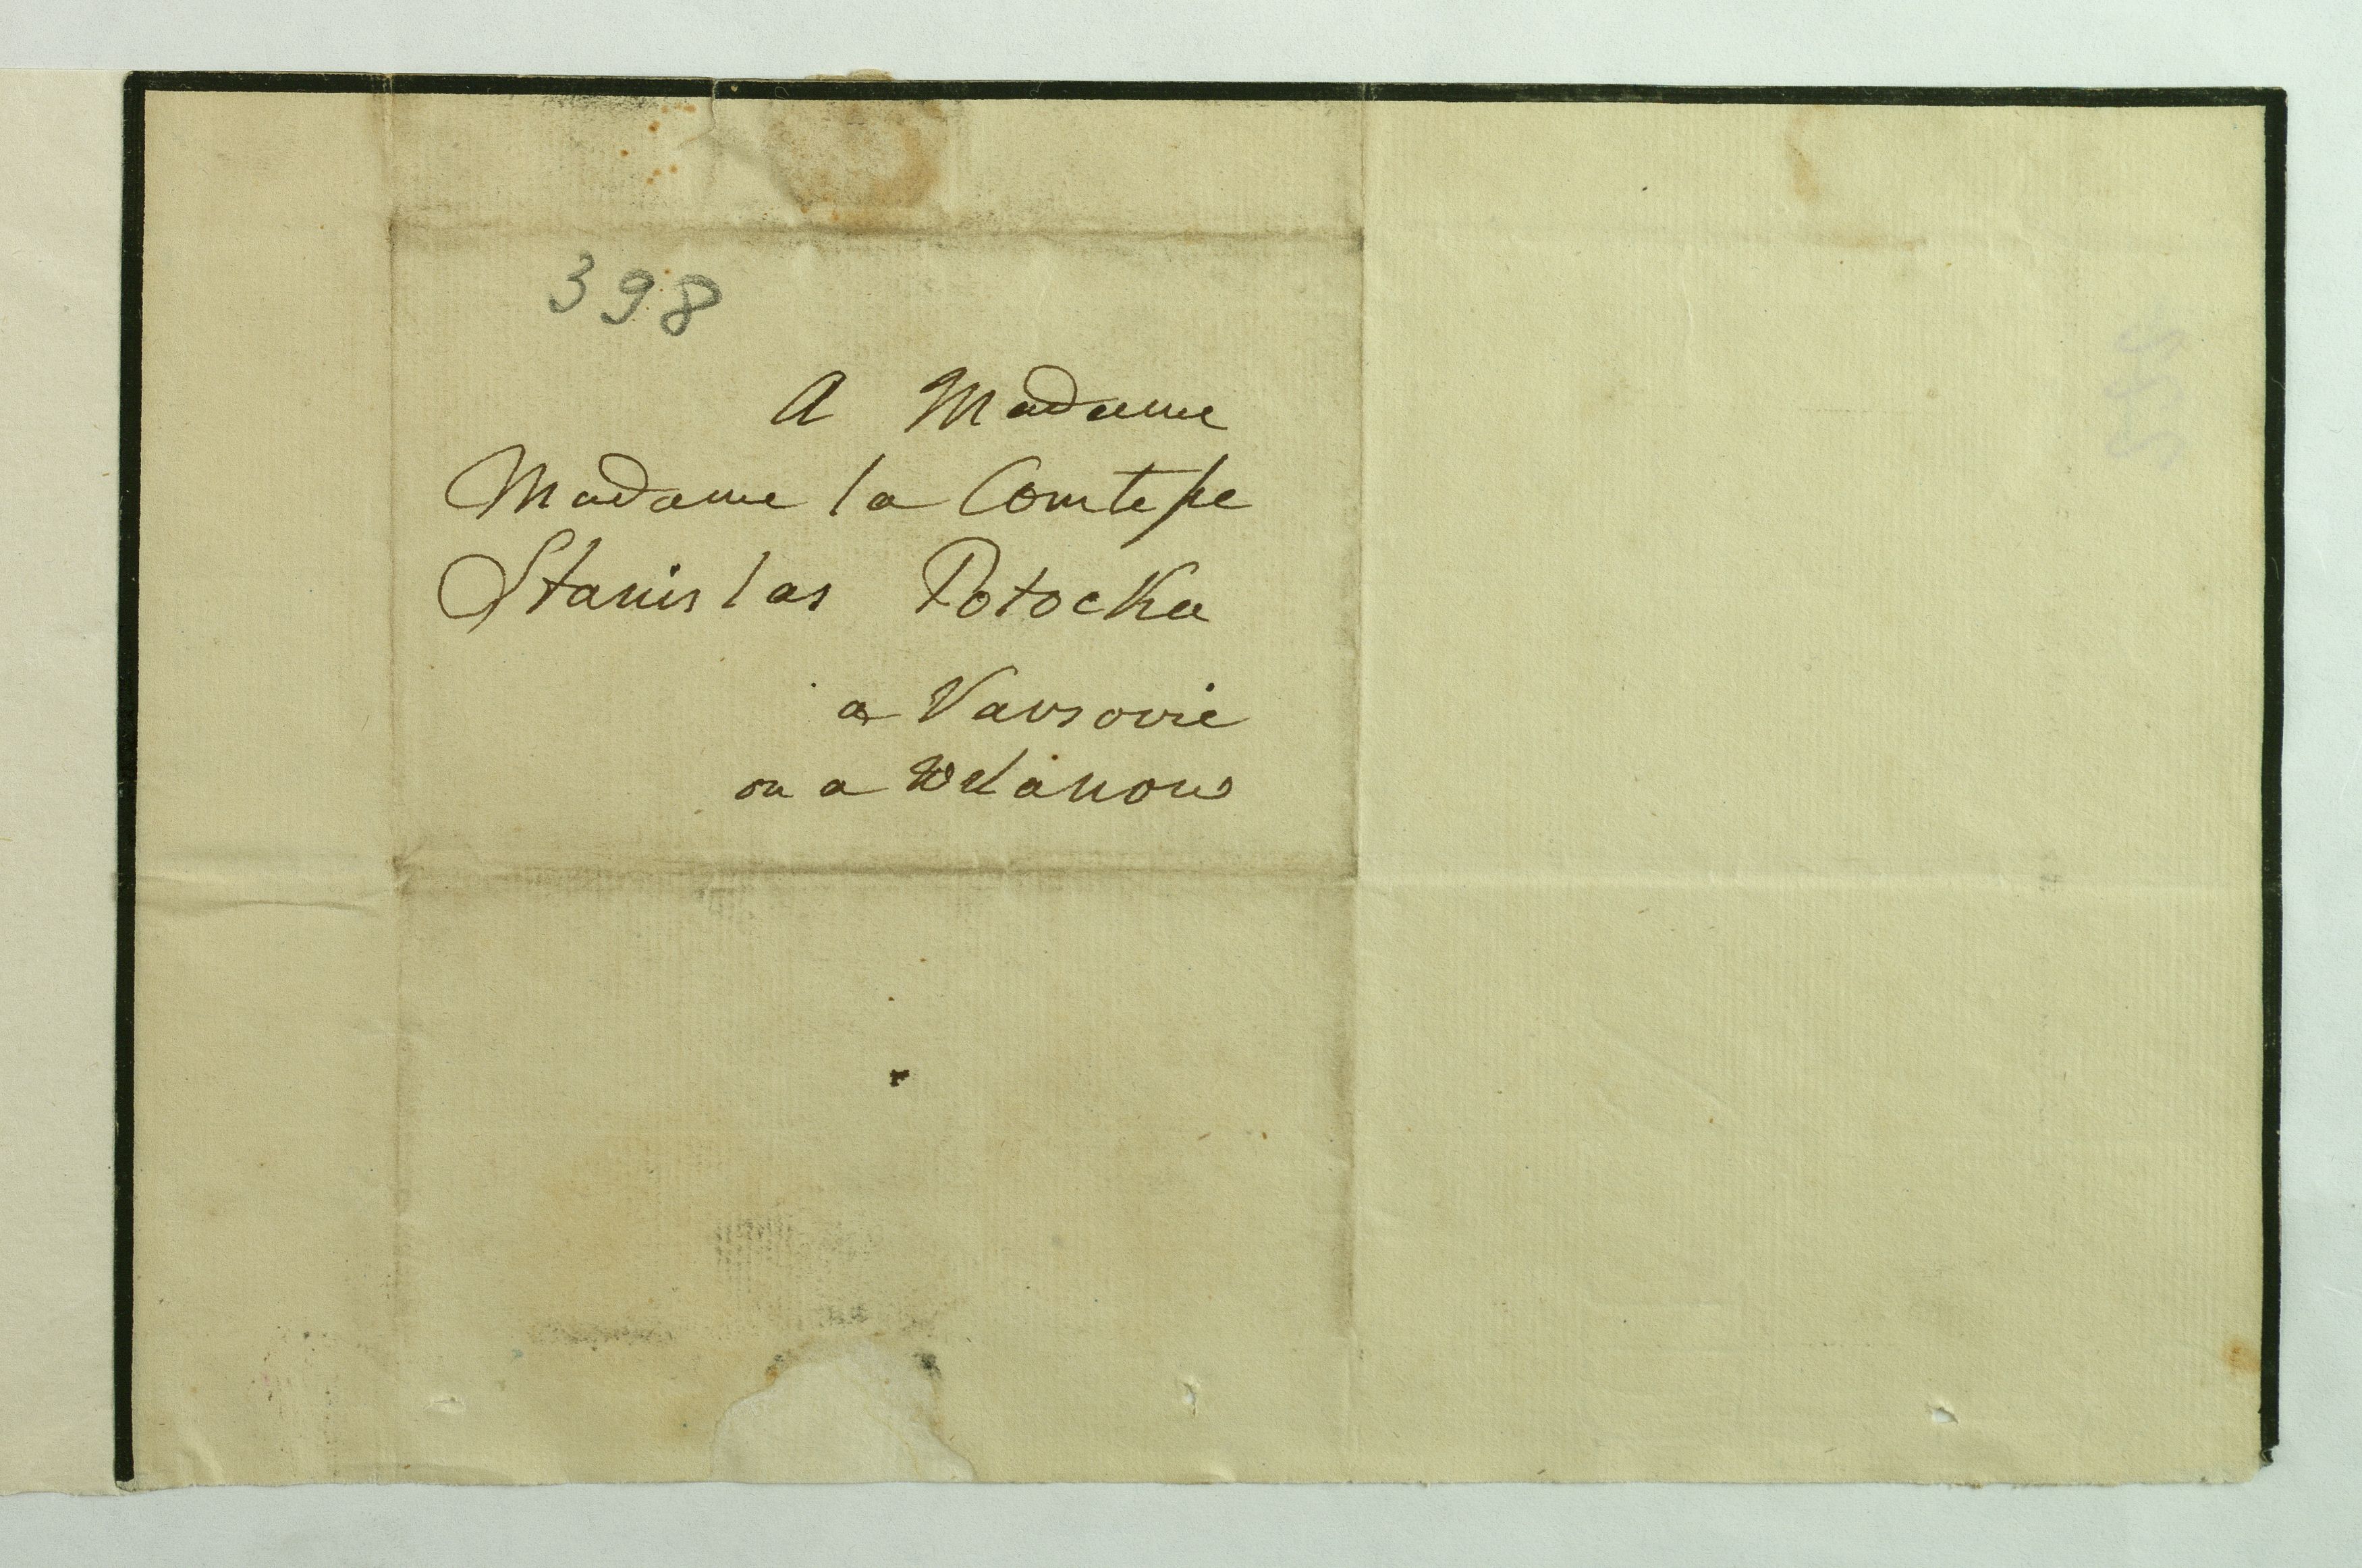 398
A Madame
Madame la Comtesse
Stanislas Potocka
a Varsovie
ou a Wilanow